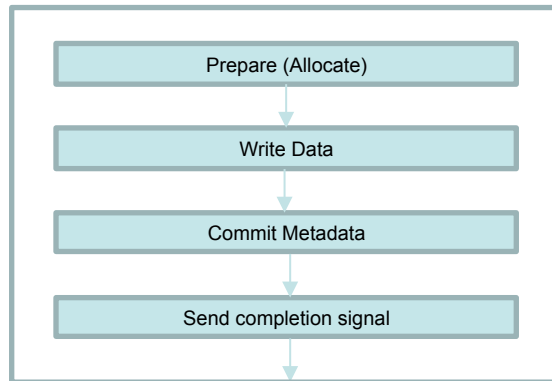 Prepare (Allocate)
Write Data
Commit Metadata
Send completion signal